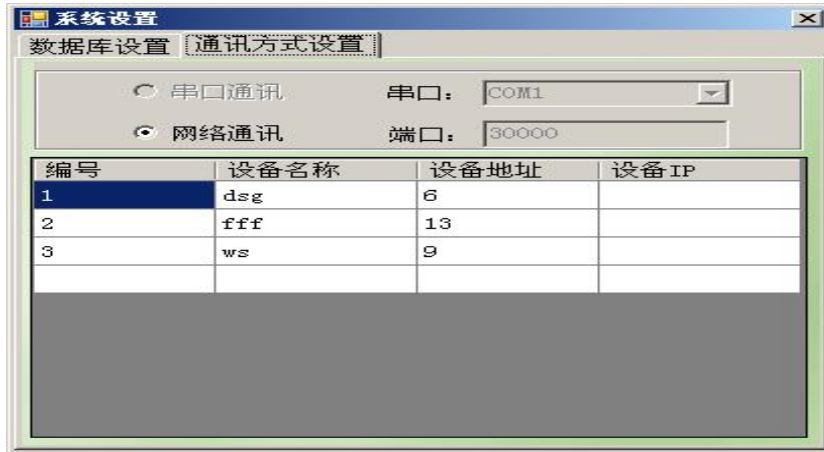 系统设置
数据库设置 通讯方式设置
串口通讯 串口： COM1
网络通讯 端口： 30000
编号 设备名称 设备地址 设备IP
1 dsg 6
2 fff 13
3 ws 9